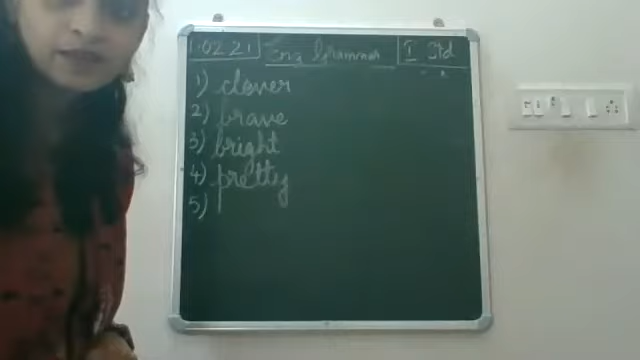 1.02.21 Eng Grammar I Std
1) clever
2) brave
3) bright
4) pretty
5)